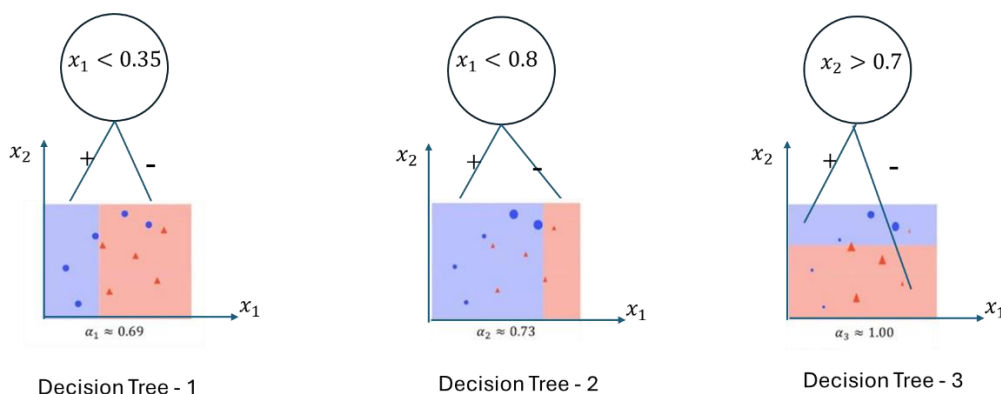 x₁ < 0.35
x₁ < 0.8
x₂ > 0.7
x₂
+
-
x₁
α₁ ≈ 0.69
x₂
+
-
x₁
α₂ ≈ 0.73
x₂
+
-
x₁
α₃ ≈ 1.00
Decision Tree - 1
Decision Tree - 2
Decision Tree - 3